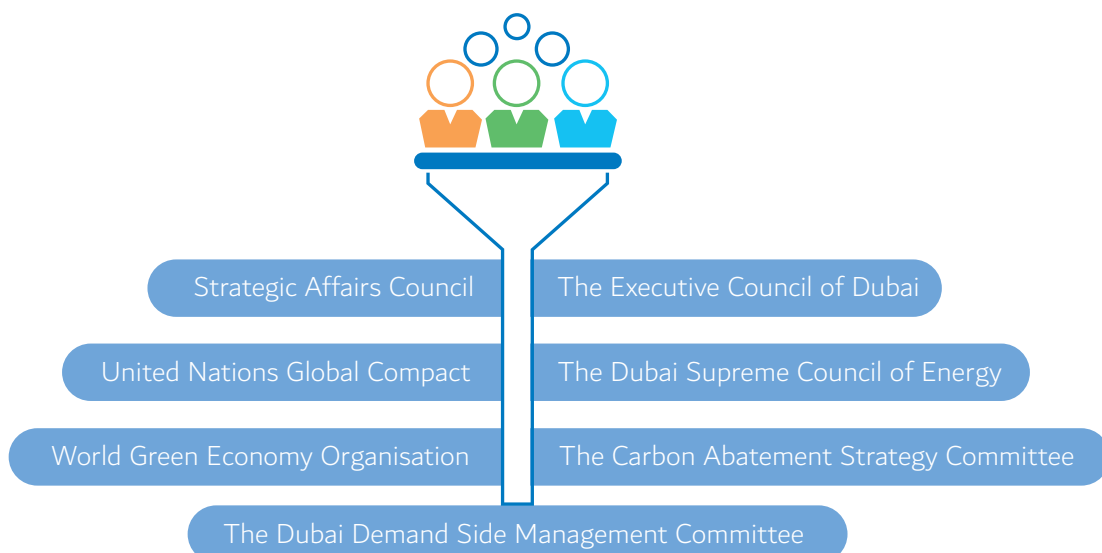 Strategic Affairs Council
The Executive Council of Dubai
United Nations Global Compact
The Dubai Supreme Council of Energy
World Green Economy Organisation
The Carbon Abatement Strategy Committee
The Dubai Demand Side Management Committee